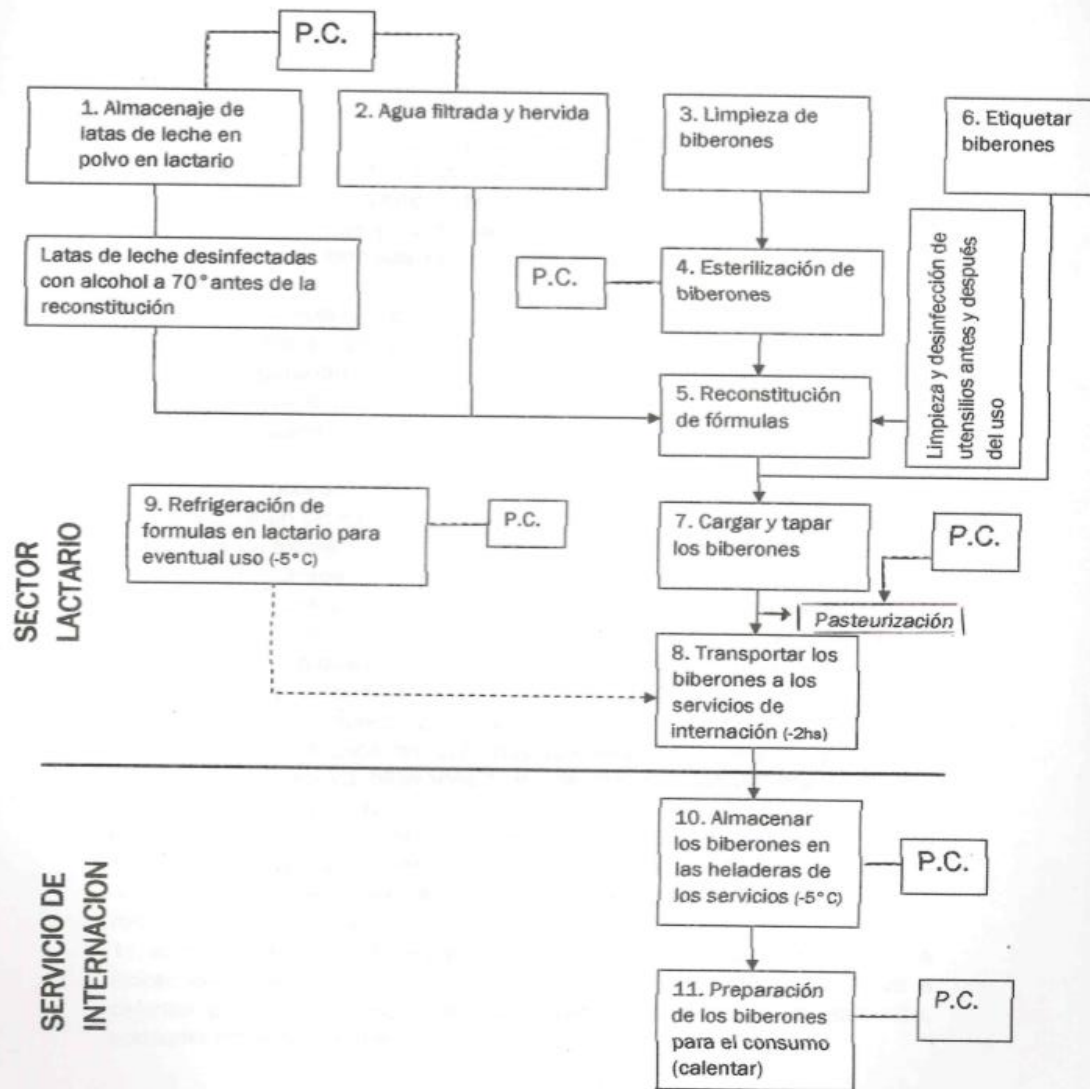 P.C.
1. Almacenaje de
latas de leche en
polvo en lactario
2. Agua filtrada y hervida
3. Limpieza de
biberones
6. Etiquetar
biberones
Latas de leche desinfectadas
con alcohol a 70° antes de la
reconstitución
P.C.
4. Esterilización de
biberones
Limpieza y desinfección de
utensilios antes y después
del uso
5. Reconstitución
de fórmulas
SECTOR
LACTARIO
9. Refrigeración de
formulas en lactario para
eventual uso (-5°C)
P.C.
7. Cargar y tapar
los biberones
P.C.
Pasteurización
8. Transportar los
biberones a los
servicios de
internación (-2hs)
SERVICIO DE
INTERNACION
10. Almacenar
los biberones en
las heladeras de
los servicios (-5°C)
P.C.
11. Preparación
de los biberones
para el consumo
(calentar)
P.C.